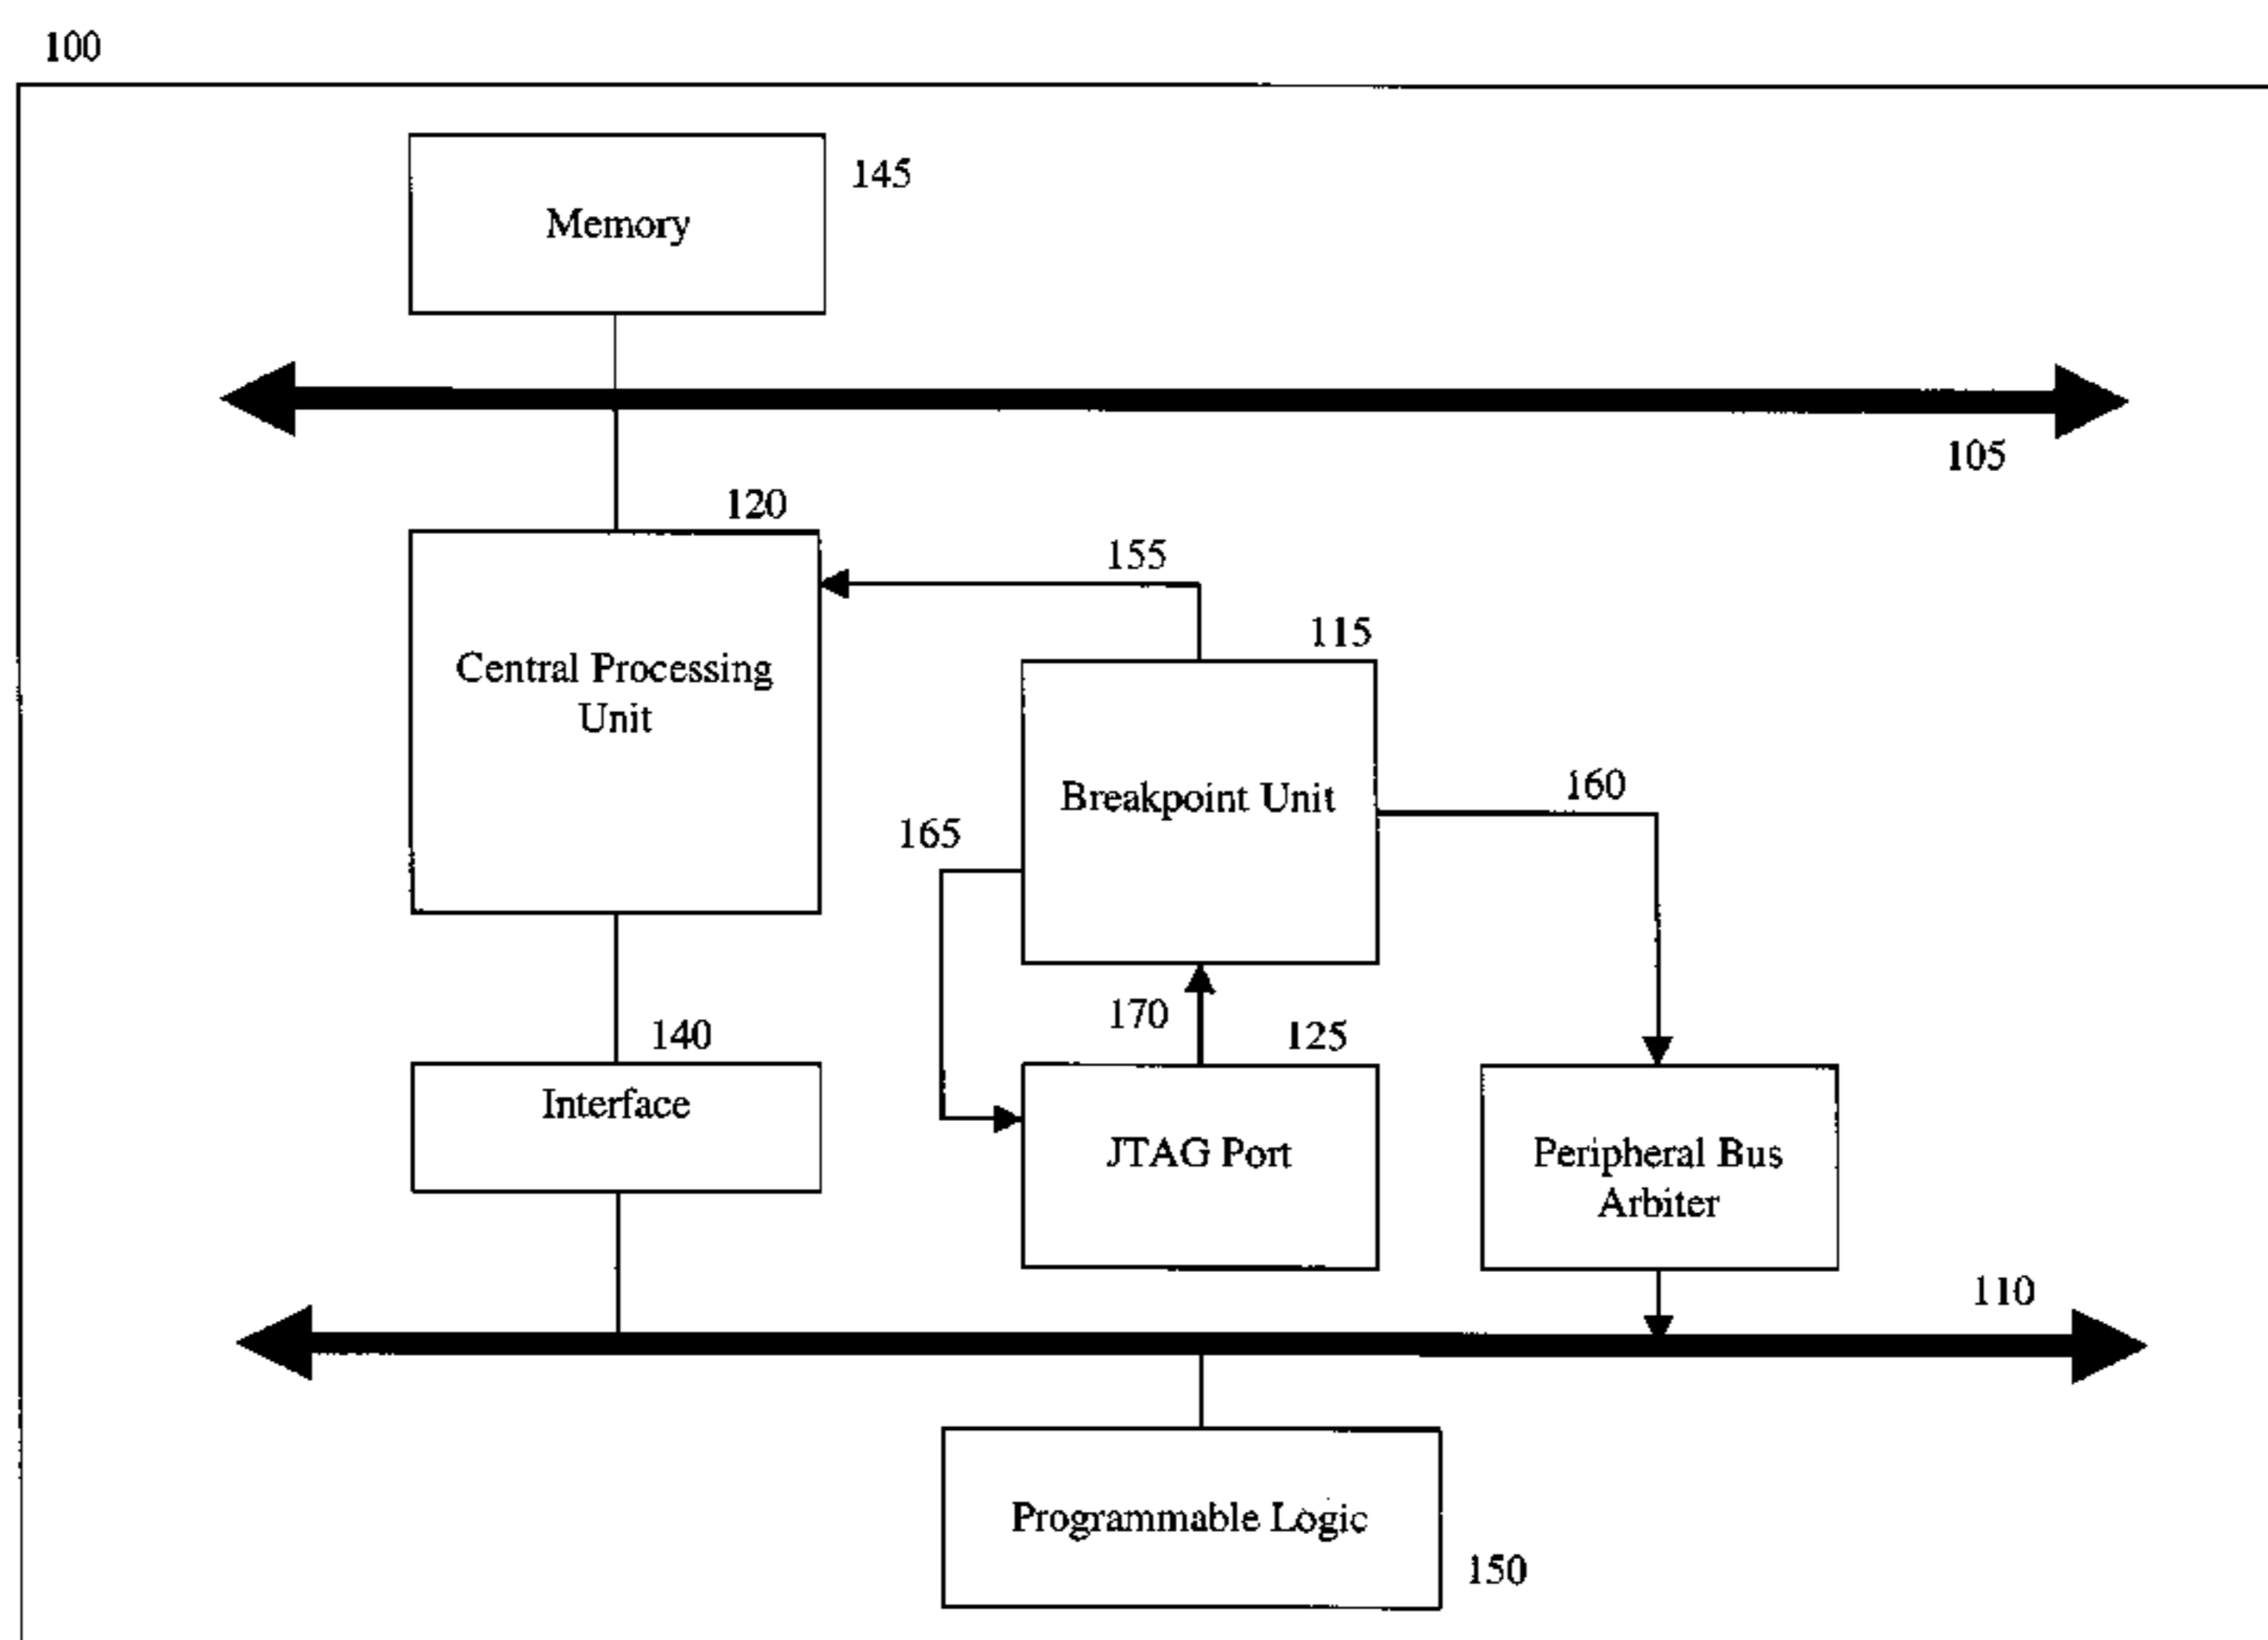 100
145
Memory
105
120
155
115
Central Processing
Unit
Breakpoint Unit
160
165
170
125
140
Interface
JTAG Port
Peripheral Bus
Arbiter
110
Programmable Logic
150